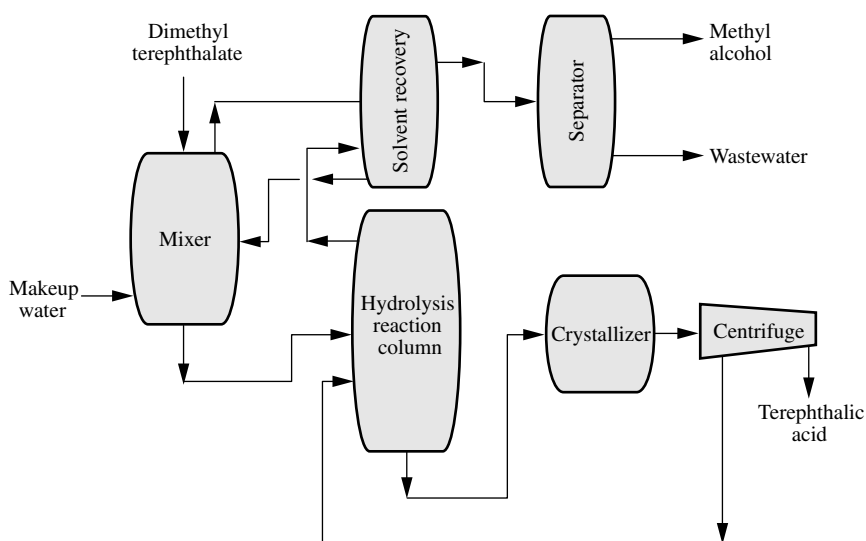 Dimethyl
terephthalate
Solvent recovery
Separator
Methyl
alcohol
Wastewater
Mixer
Makeup
water
Hydrolysis
reaction
column
Crystallizer
Centrifuge
Terephthalic
acid